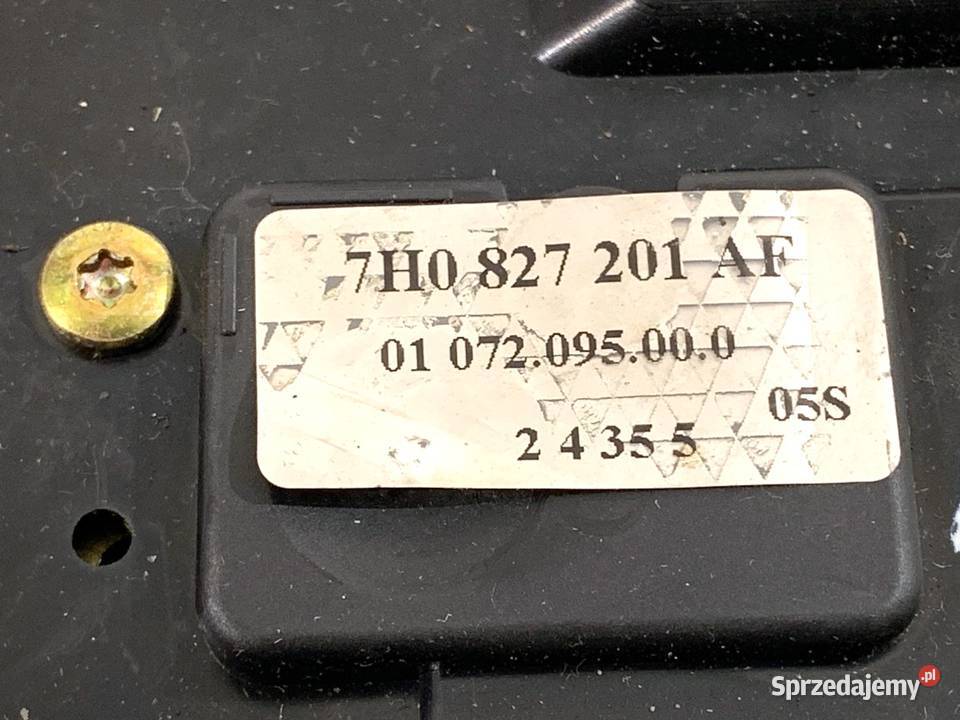 7H0 827 201 AF
01 072.095.00.0
05S
2 4 35 5
Sprzedajemy.pl